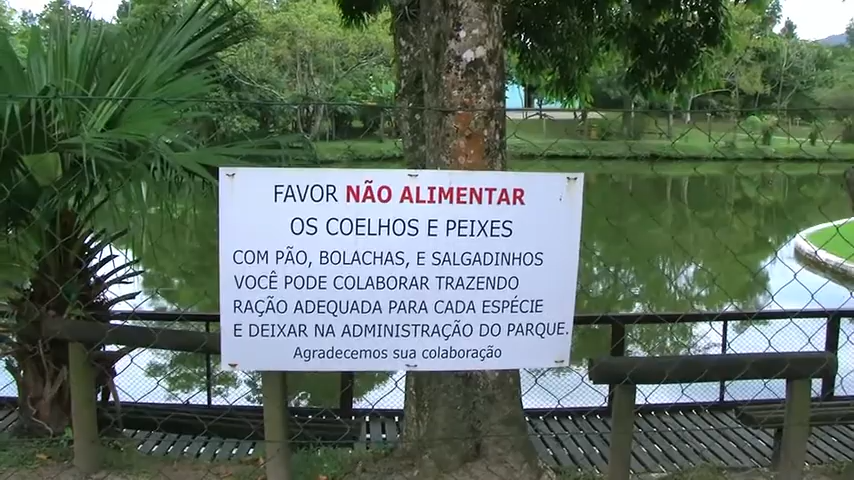 FAVOR NÃO ALIMENTAR
OS COELHOS E PEIXES
COM PÃO, BOLACHAS, E SALGADINHOS
VOCÊ PODE COLABORAR TRAZENDO
RAÇÃO ADEQUADA PARA CADA ESPÉCIE
E DEIXAR NA ADMINISTRAÇÃO DO PARQUE.
Agradecemos sua colaboração